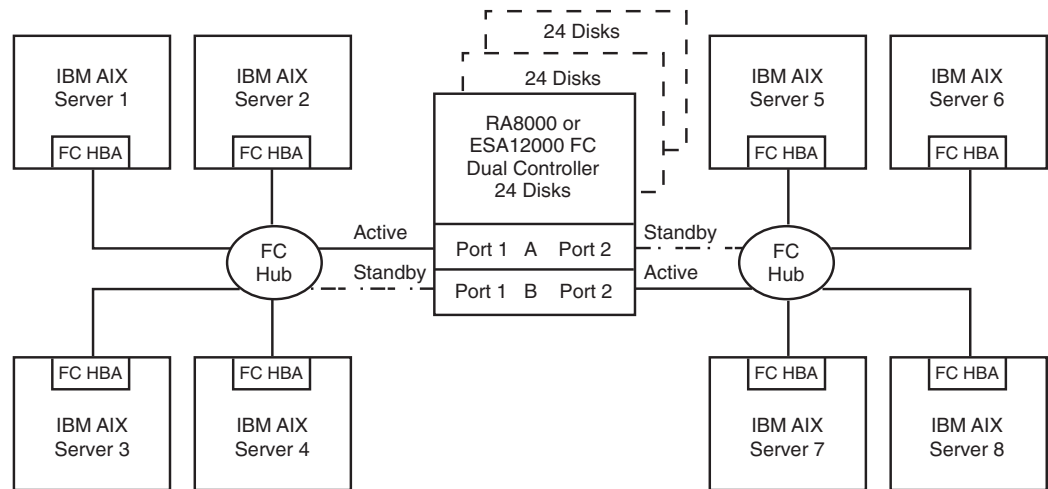 24 Disks
24 Disks
IBM AIX
Server 1
FC HBA
IBM AIX
Server 2
FC HBA
RA8000 or
ESA12000 FC
Dual Controller
24 Disks
IBM AIX
Server 5
FC HBA
IBM AIX
Server 6
FC HBA
FC
Hub
Active
Standby
Port 1 A Port 2
Port 1 B Port 2
Standby
Active
FC
Hub
FC HBA
IBM AIX
Server 3
FC HBA
IBM AIX
Server 4
FC HBA
IBM AIX
Server 7
FC HBA
IBM AIX
Server 8